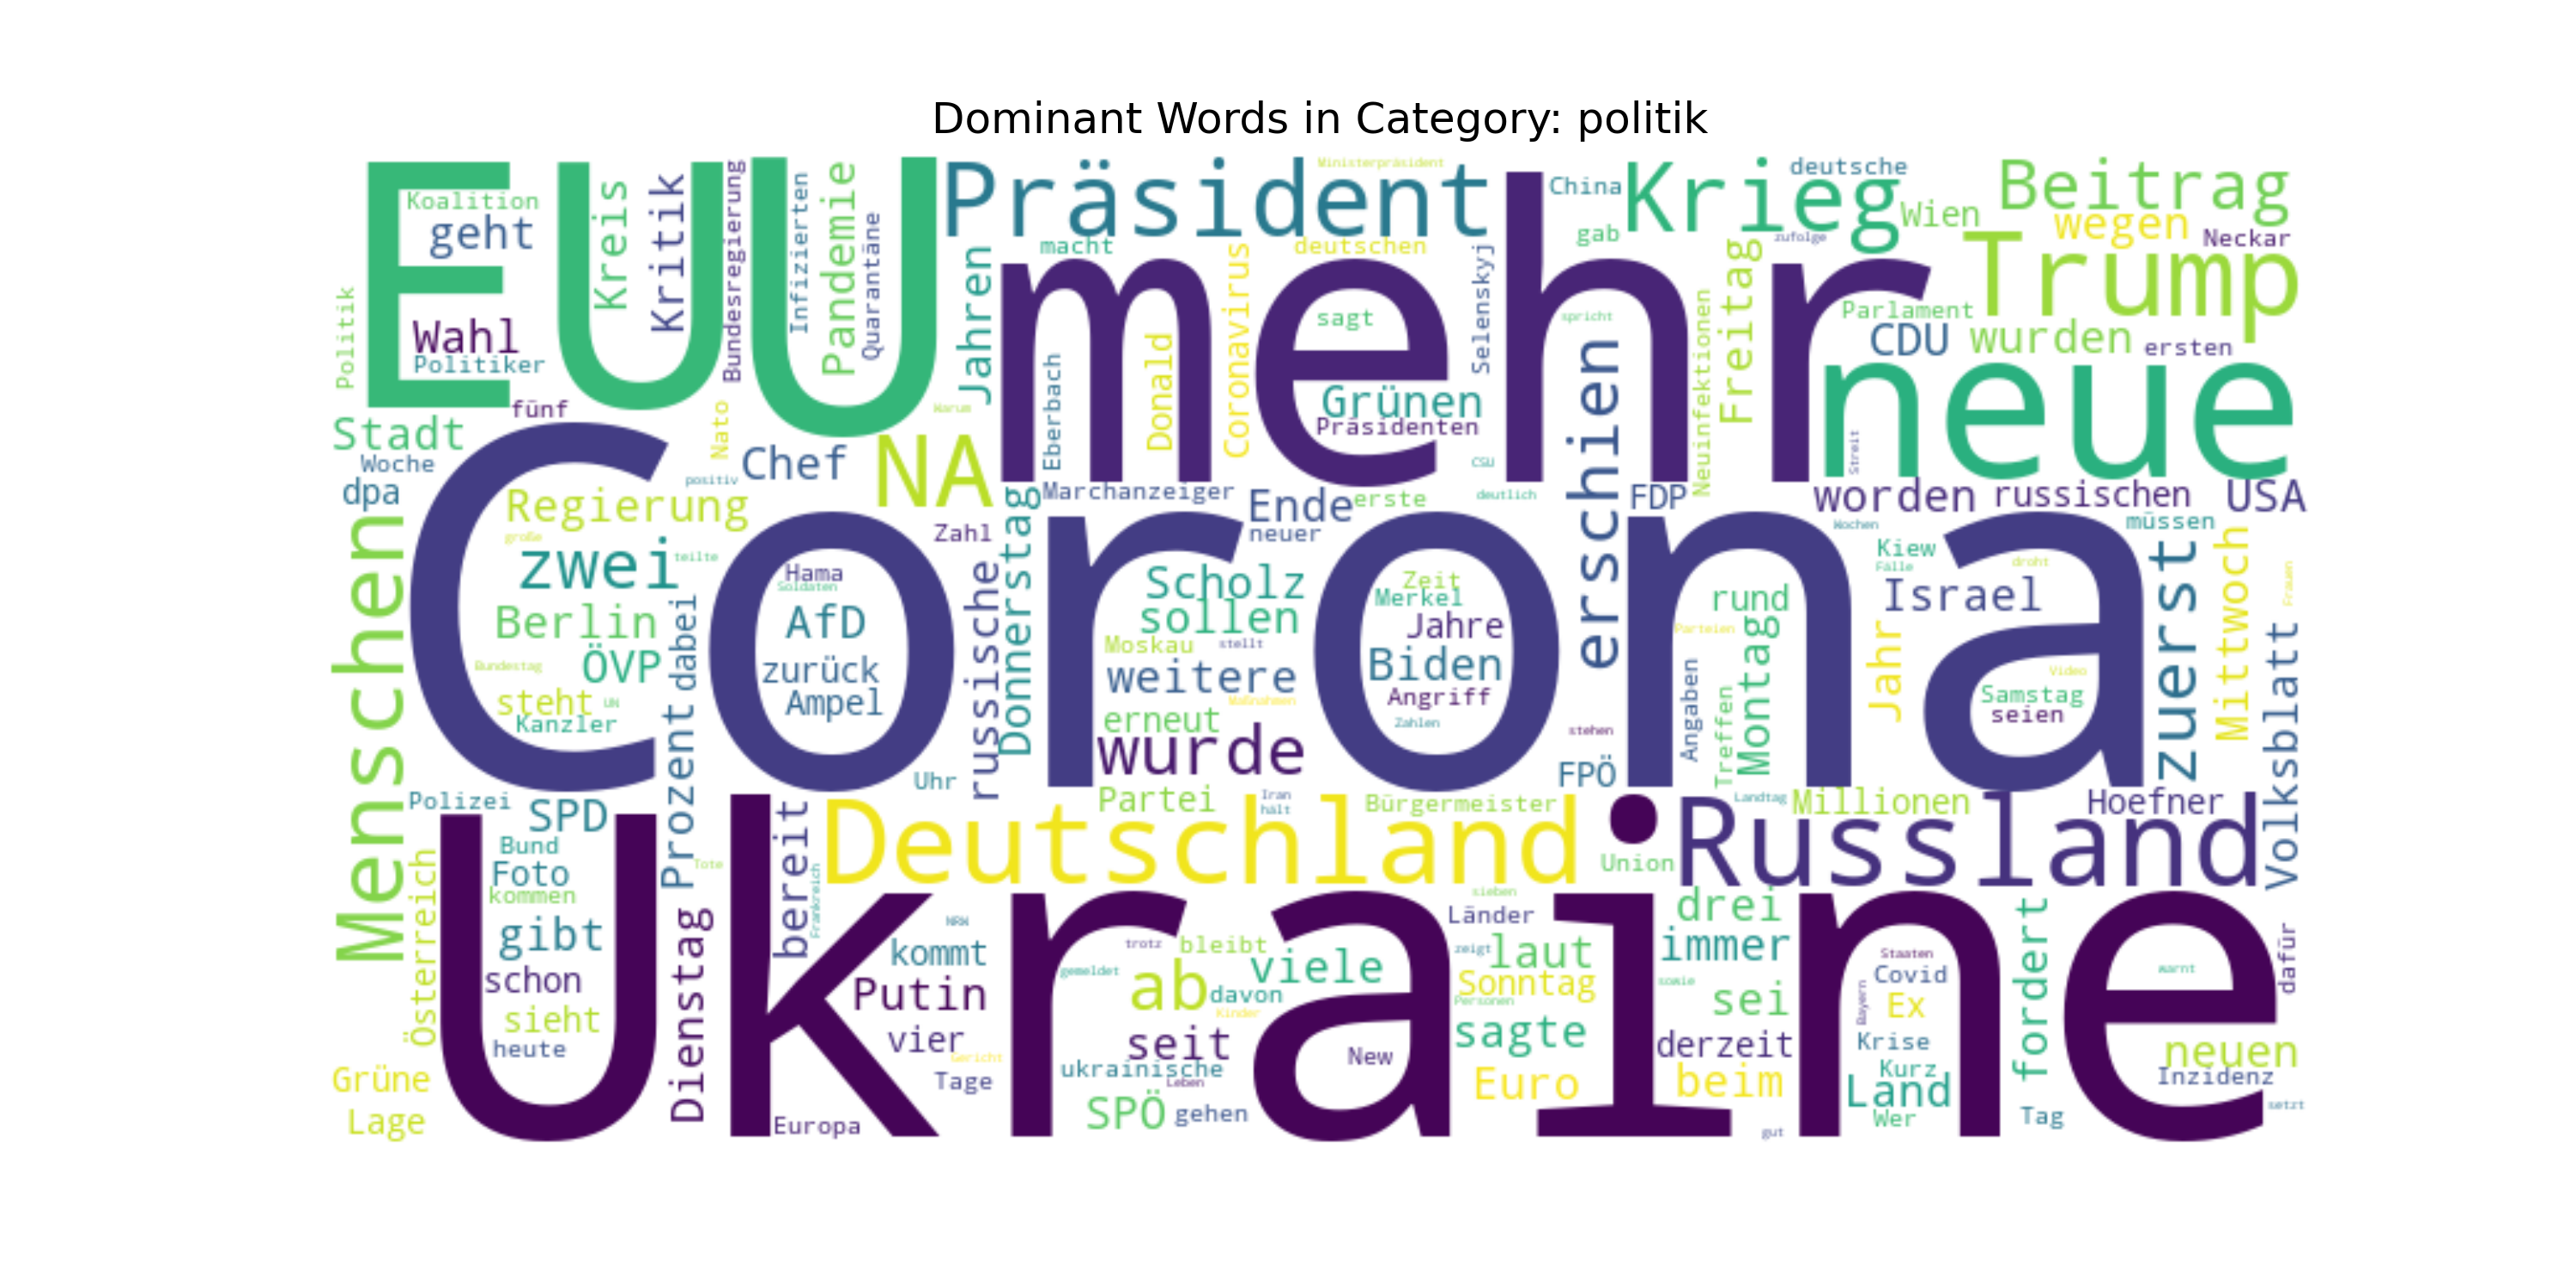 Dominant Words in Category: politik
EU
U
Präsident
Ministerpräsident
China
Krieg
deutsche
Wien
Beitrag
wegen
Neckar
Koalition
geht
Kreis
Kritik
Bundesregierung
Infizierten
Pandemie
Quarantäne
macht
deutschen
gab
zufolge
Trump
Politik
Wahl
Politiker
Jahren
mehr
Coronavirus
Donald
Eberbach
sagt
Selenskyj
spricht
Freitag
Neuinfektionen
Parlament
CDU
wurden
ersten
neue
fünf
Nato
Warum
Grünen
Präsidenten
erschien
Streit
Stadt
Woche
dpa
positiv
Chef
NA
CSU
Marchanzeiger
Ende
erste
deutlich
FDP
worden
russischen
USA
Regierung
große
Zahl
neuer
Wochen
müssen
Corona
zwei
teilte
Hama
Soldaten
Scholz
sollen
Zeit
Merkel
Jahre
Kiew
Fälle
droht
Frauen
Berlin
AfD
russische
Donnerstag
rund
Israel
zuerst
Mittwoch
Menschen
Bundestag
ÖVP
dabei
zurück
Moskau
stellt
Biden
Parteien
Montag
Jahr
Video
steht
UN
Ampel
weitere
Maßnahmen
Angriff
Angaben
Samstag
seien
Kanzler
Prozent
erneut
Zahlen
stehen
Treffen
Volksblatt
wurde
Uhr
FPÖ
Polizei
SPD
bereit
Partei
Iran
hält
Bürgermeister
Landtag
Millionen
Hoefner
Deutschland
Russland
Bund
Foto
Tote
Frankreich
Union
kommen
Österreich
sieben
Länder
drei
Ukraine
gibt
Dienstag
NRW
kommt
trotz
bleibt
zeigt
laut
immer
Staaten
fordert
dafür
schon
gemeldet
ab
viele
davon
Sonntag
sowie
Covid
warnt
Putin
Kinder
Personen
sei
Bayern
Ex
sieht
vier
seit
sagte
derzeit
Krise
neuen
heute
Gericht
New
Grüne
Tage
ukrainische
Leben
Euro
beim
Kurz
Land
Inzidenz
Lage
Europa
SPÖ
gehen
gut
Wer
Tag
setzt